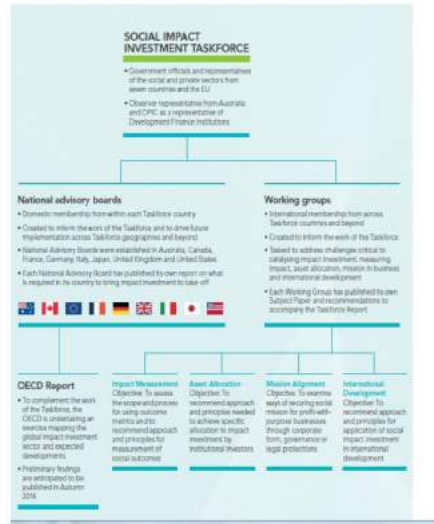 SOCIAL IMPACT
INVESTMENT TASKFORCE
• Government officials and representatives
of the social and private sectors from
seven countries and the EU
• Observer representative from Australia
and OPIC as a representative of
Development Finance Institutions
National advisory boards
• Domestic membership from within each Taskforce country
• Created to inform the work of the Taskforce and to drive future
implementation across Taskforce geographies and beyond
• National Advisory Boards were established in Australia, Canada,
France, Germany, Italy, Japan, United Kingdom and United States
• Each National Advisory Board has published its own report on what
is required in its country to bring impact investment to take-off
Working groups
• International membership from across
Taskforce countries and beyond
• Created to inform the work of the Taskforce
• Tasked to address challenges critical to
catalysing impact investment: measuring
impact, asset allocation, mission in business
and international development
• Each Working Group has published its own
Subject Paper and recommendations to
accompany the Taskforce Report
OECD Report
• To complement the work
of the Taskforce, the
OECD is undertaking an
exercise mapping the
global impact investment
sector and expected
developments
• Preliminary findings
are anticipated to be
published in Autumn
2014
Impact Measurement
Objective: To assess
the scope and process
for using outcome
metrics and to
recommend approach
and principles for
measurement of
social outcomes
Asset Allocation
Objective: To
recommend approach
and principles needed
to achieve specific
allocation to impact
investment by
institutional investors
Mission Alignment
Objective: To examine
ways of securing social
mission for profit-with-
purpose businesses
through corporate
form, governance or
legal protections
International
Development
Objective: To
recommend approach
and principles for
application of social
impact investment
in international
development